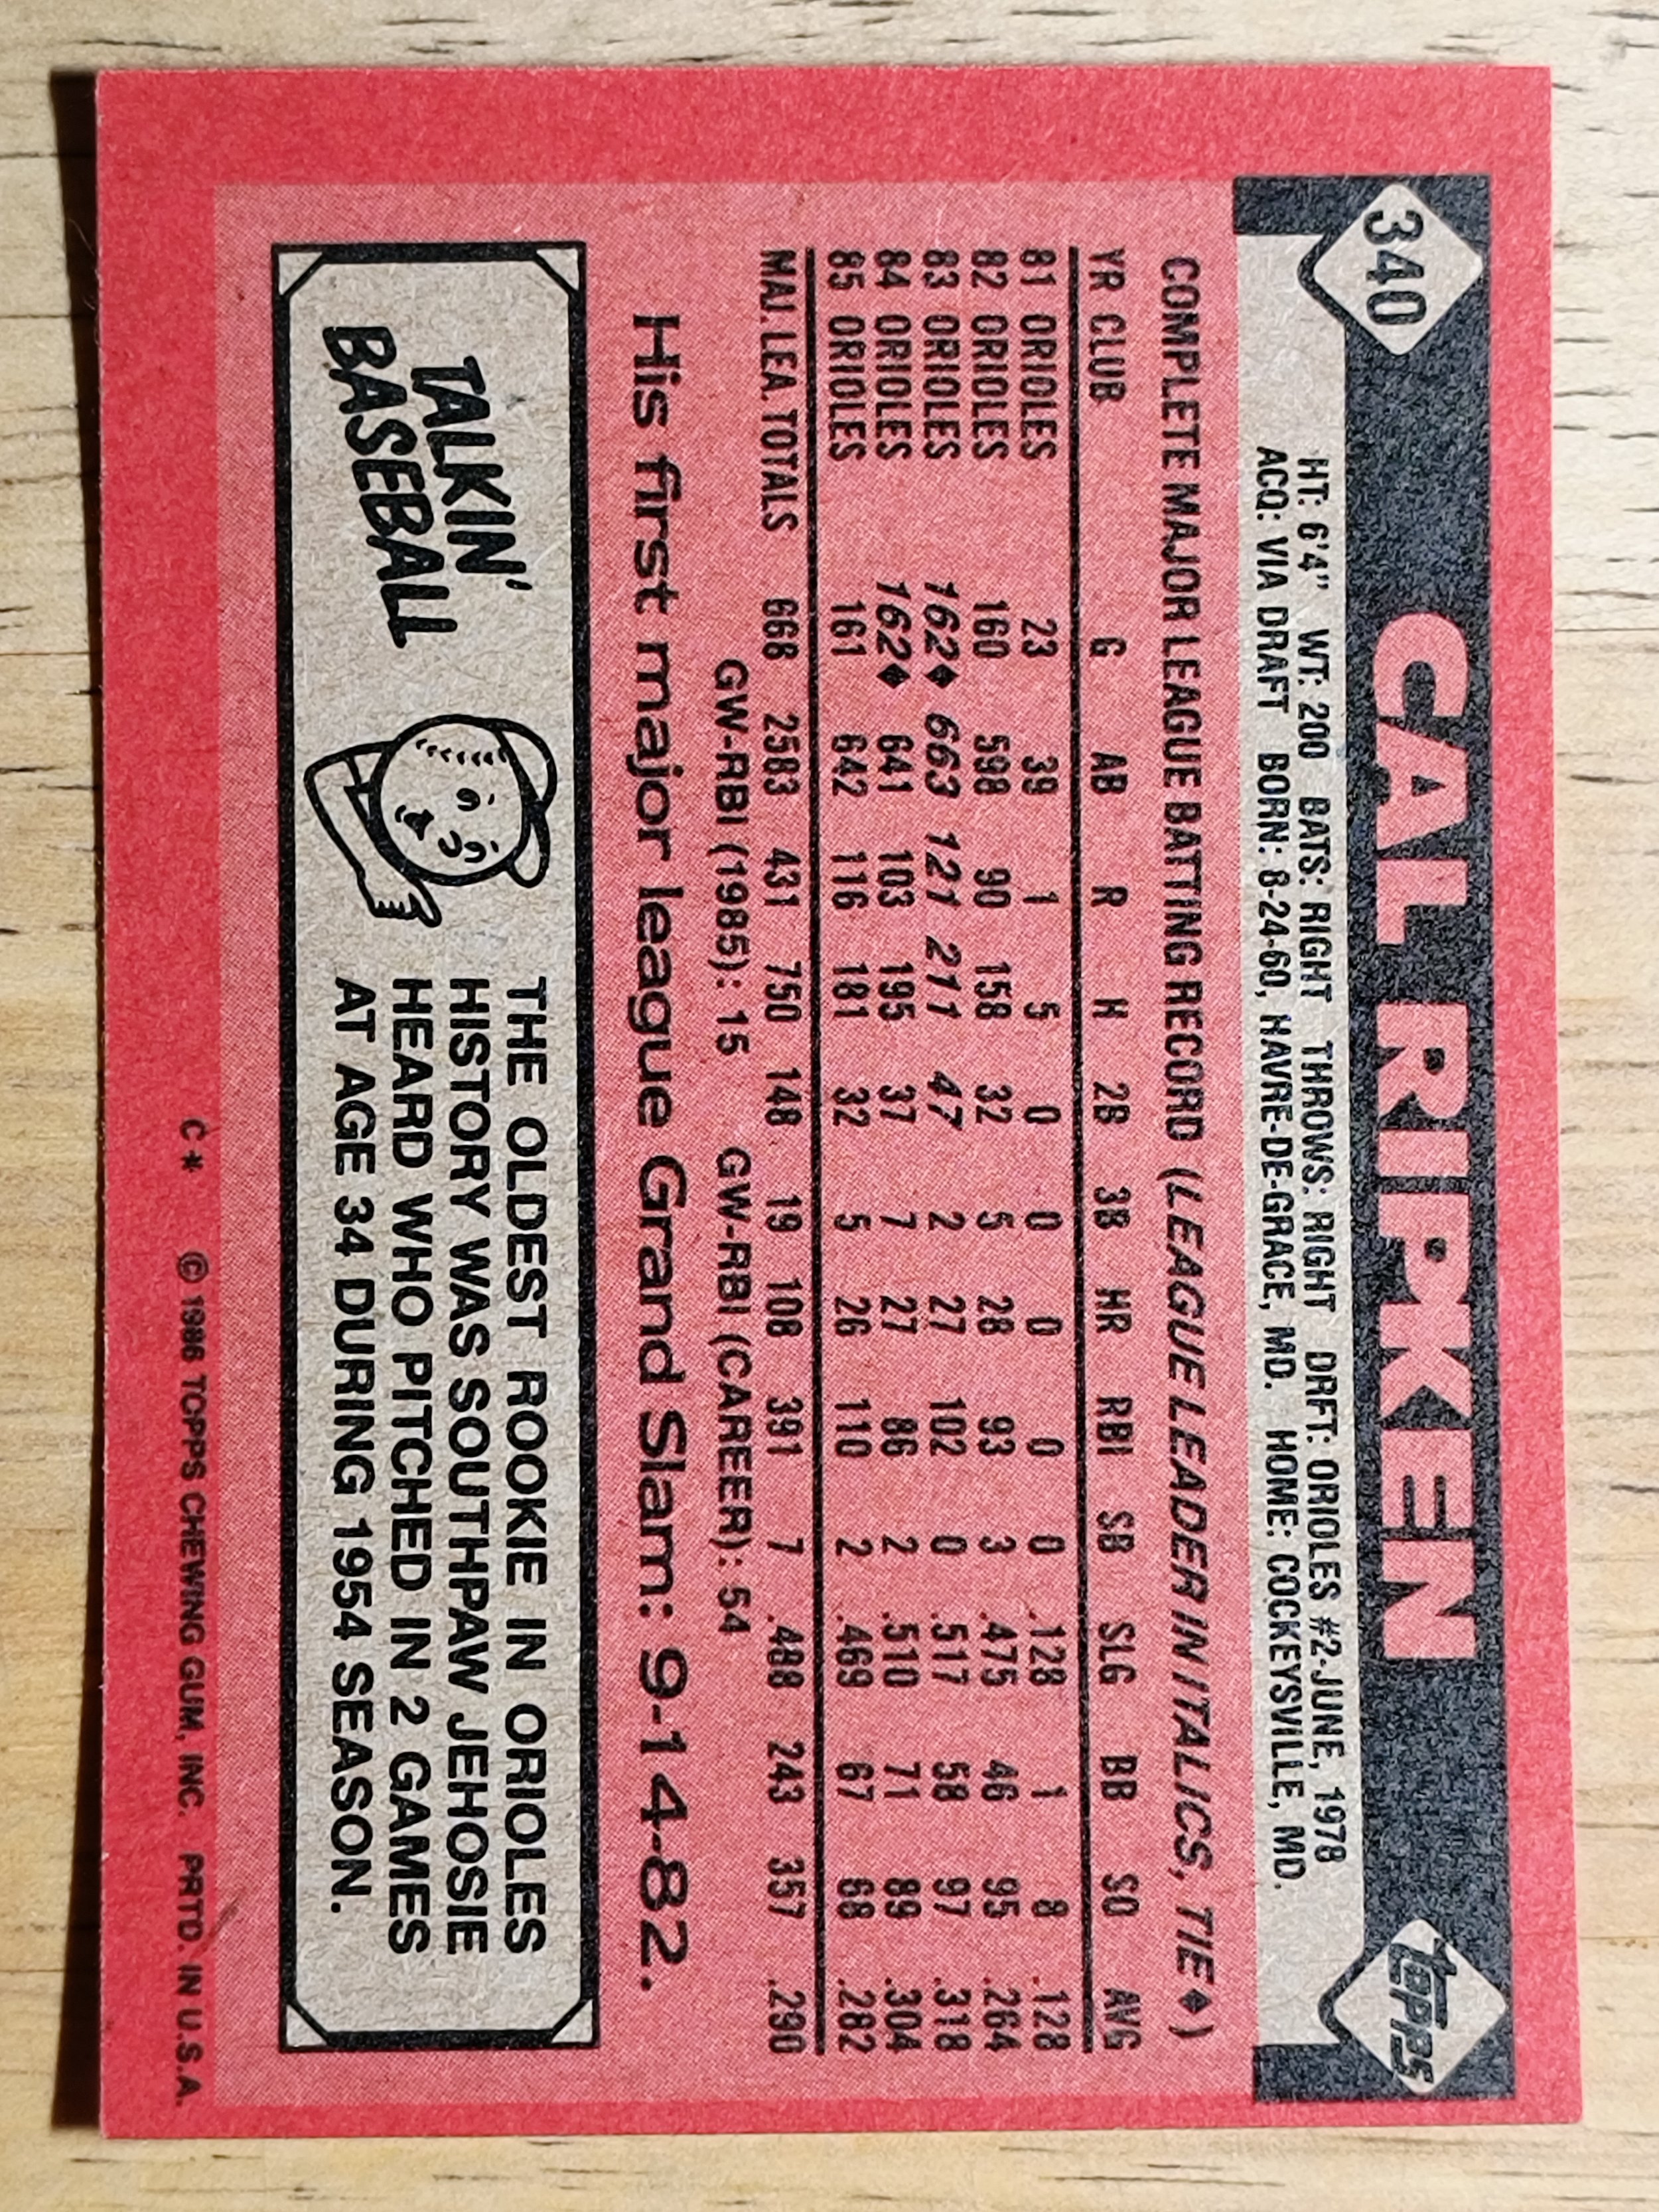 340
CAL RIPKEN
topps
HT: 6'4" WT: 200 BATS: RIGHT THROWS: RIGHT DRFT: ORIOLES #2-JUNE, 1978
ACQ: VIA DRAFT BORN: 8-24-60, HAVRE-DE-GRACE, MD. HOME: COCKEYSVILLE, MD.
COMPLETE MAJOR LEAGUE BATTING RECORD (LEAGUE LEADER IN ITALICS, TIE ♦)
YR CLUB G AB R H 2B 3B HR RBI SB SLG BB SO AVG
81 ORIOLES 23 39 1 5 0 0 0 0 0 .128 1 8 .128
82 ORIOLES 160 598 90 158 32 5 28 93 3 .475 46 95 .264
83 ORIOLES 162♦ 663 121 211 47 2 27 102 0 .517 58 97 .318
84 ORIOLES 162♦ 641 103 195 37 7 27 86 2 .510 71 89 .304
85 ORIOLES 161 642 116 181 32 5 26 110 2 .469 67 68 .282
MAJ. LEA. TOTALS 668 2583 431 750 148 19 108 391 7 .488 243 357 .290
GW-RBI (1985): 15 GW-RBI (CAREER): 54
His first major league Grand Slam: 9-14-82.
TALKIN'
BASEBALL
THE OLDEST ROOKIE IN ORIOLES
HISTORY WAS SOUTHPAW JEHOSIE
HEARD WHO PITCHED IN 2 GAMES
AT AGE 34 DURING 1954 SEASON.
C* © 1986 TOPPS CHEWING GUM, INC. PRTD. IN U.S.A.